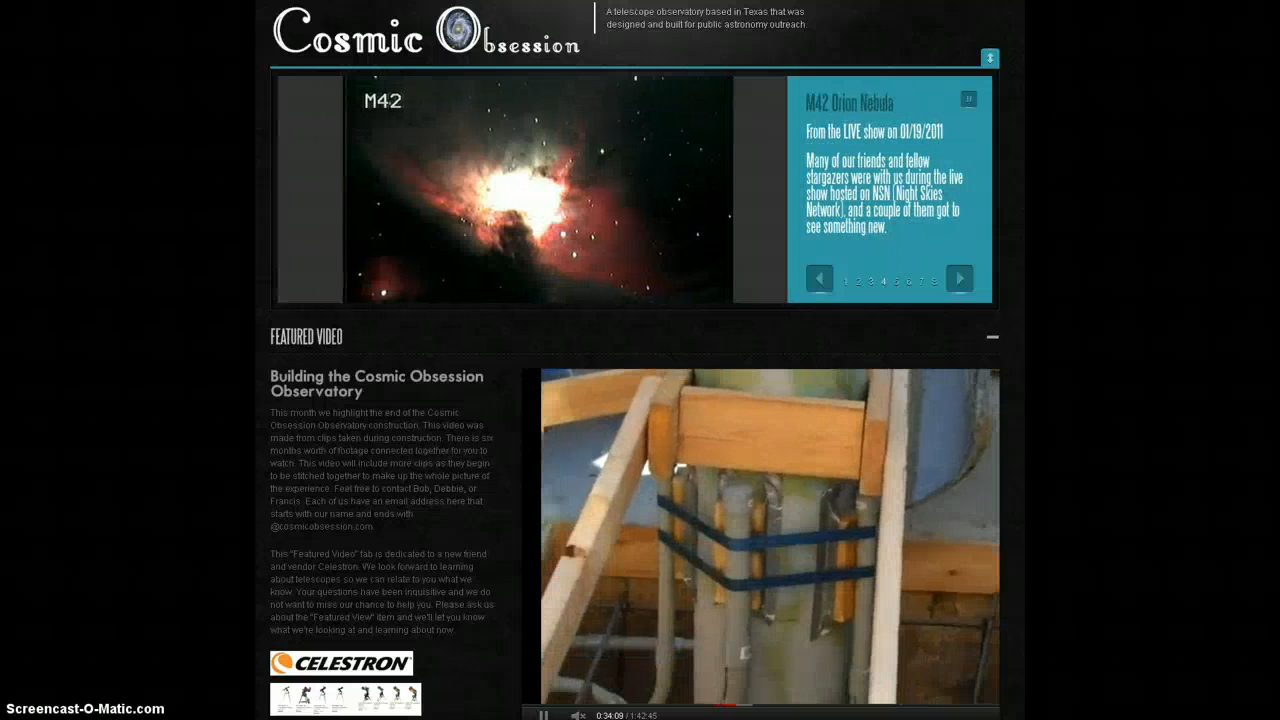 Cosmic Obsession
A telescope observatory based in Texas that was
designed and built for public astronomy outreach.
M42
M42 Orion Nebula
From the LIVE show on 01/19/2011
Many of our friends and fellow
stargazers were with us during the live
show hosted on NSN (Night Skies
Network), and a couple of them got to
see something new.
1 2 3 4 5 6 7 8
FEATURED VIDEO
Building the Cosmic Obsession
Observatory
This month we highlight the end of the Cosmic
Obsession Observatory construction. This video was
made from clips taken during construction. There is six
months worth of footage connected together for you to
watch. This video will include more clips as they begin
to be stitched together to make up the whole picture of
the experience. Feel free to contact Bob, Debbie, or
Francis. Each of us have an email address here that
starts with our name and ends with
@cosmicobsession.com.
This "Featured Video" tab is dedicated to a new friend
and vendor Celestron. We look forward to learning
about telescopes so we can relate to you what we
know. Your questions have been inquisitive and we do
not want to miss our chance to help you. Please ask us
about the "Featured View" item and we'll let you know
what we're looking at and learning about now.
CELESTRON
0:34:09 / 1:42:45
Screencast-O-Matic.com